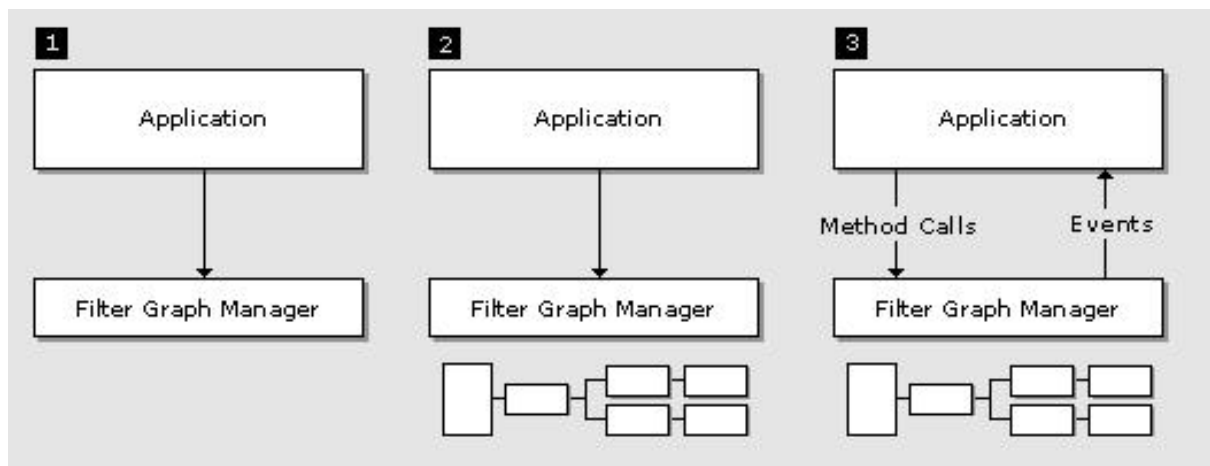 1
Application
Filter Graph Manager
2
Application
Filter Graph Manager
3
Application
Method Calls
Events
Filter Graph Manager